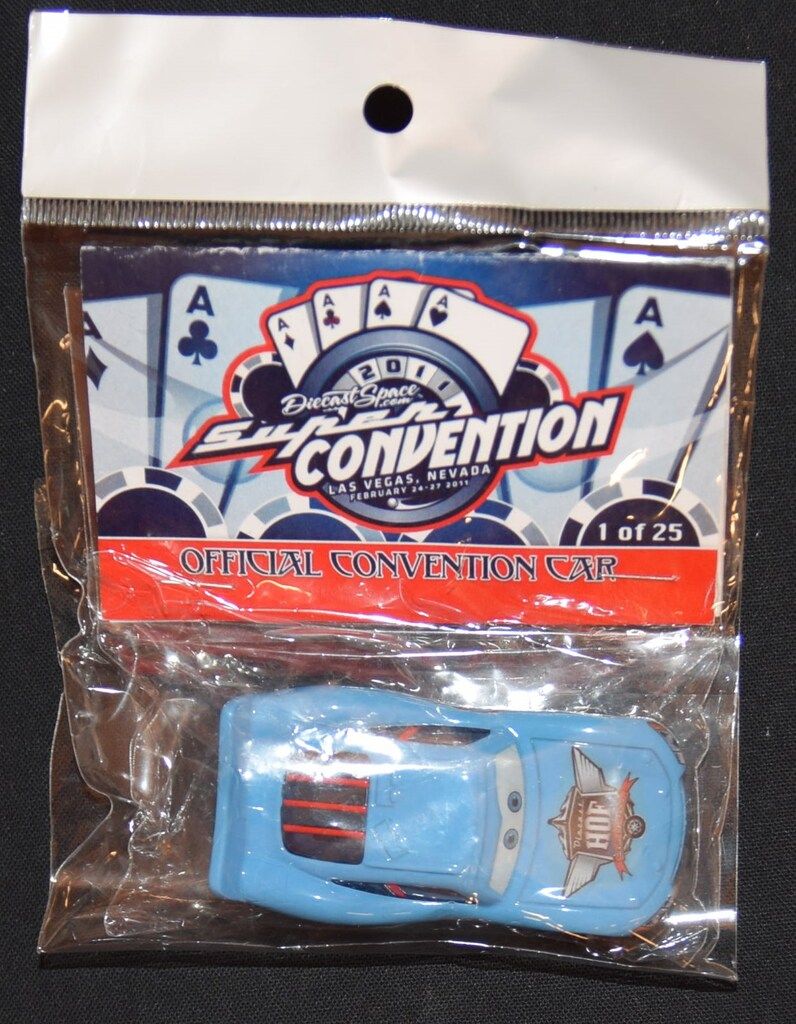 A
A
A
A
A
A
A
2011
DiecastSpace
.com
Super
CONVENTION
LAS VEGAS, NEVADA
FEBRUARY 24-27 2011
1 of 25
OFFICIAL CONVENTION CAR
HOF